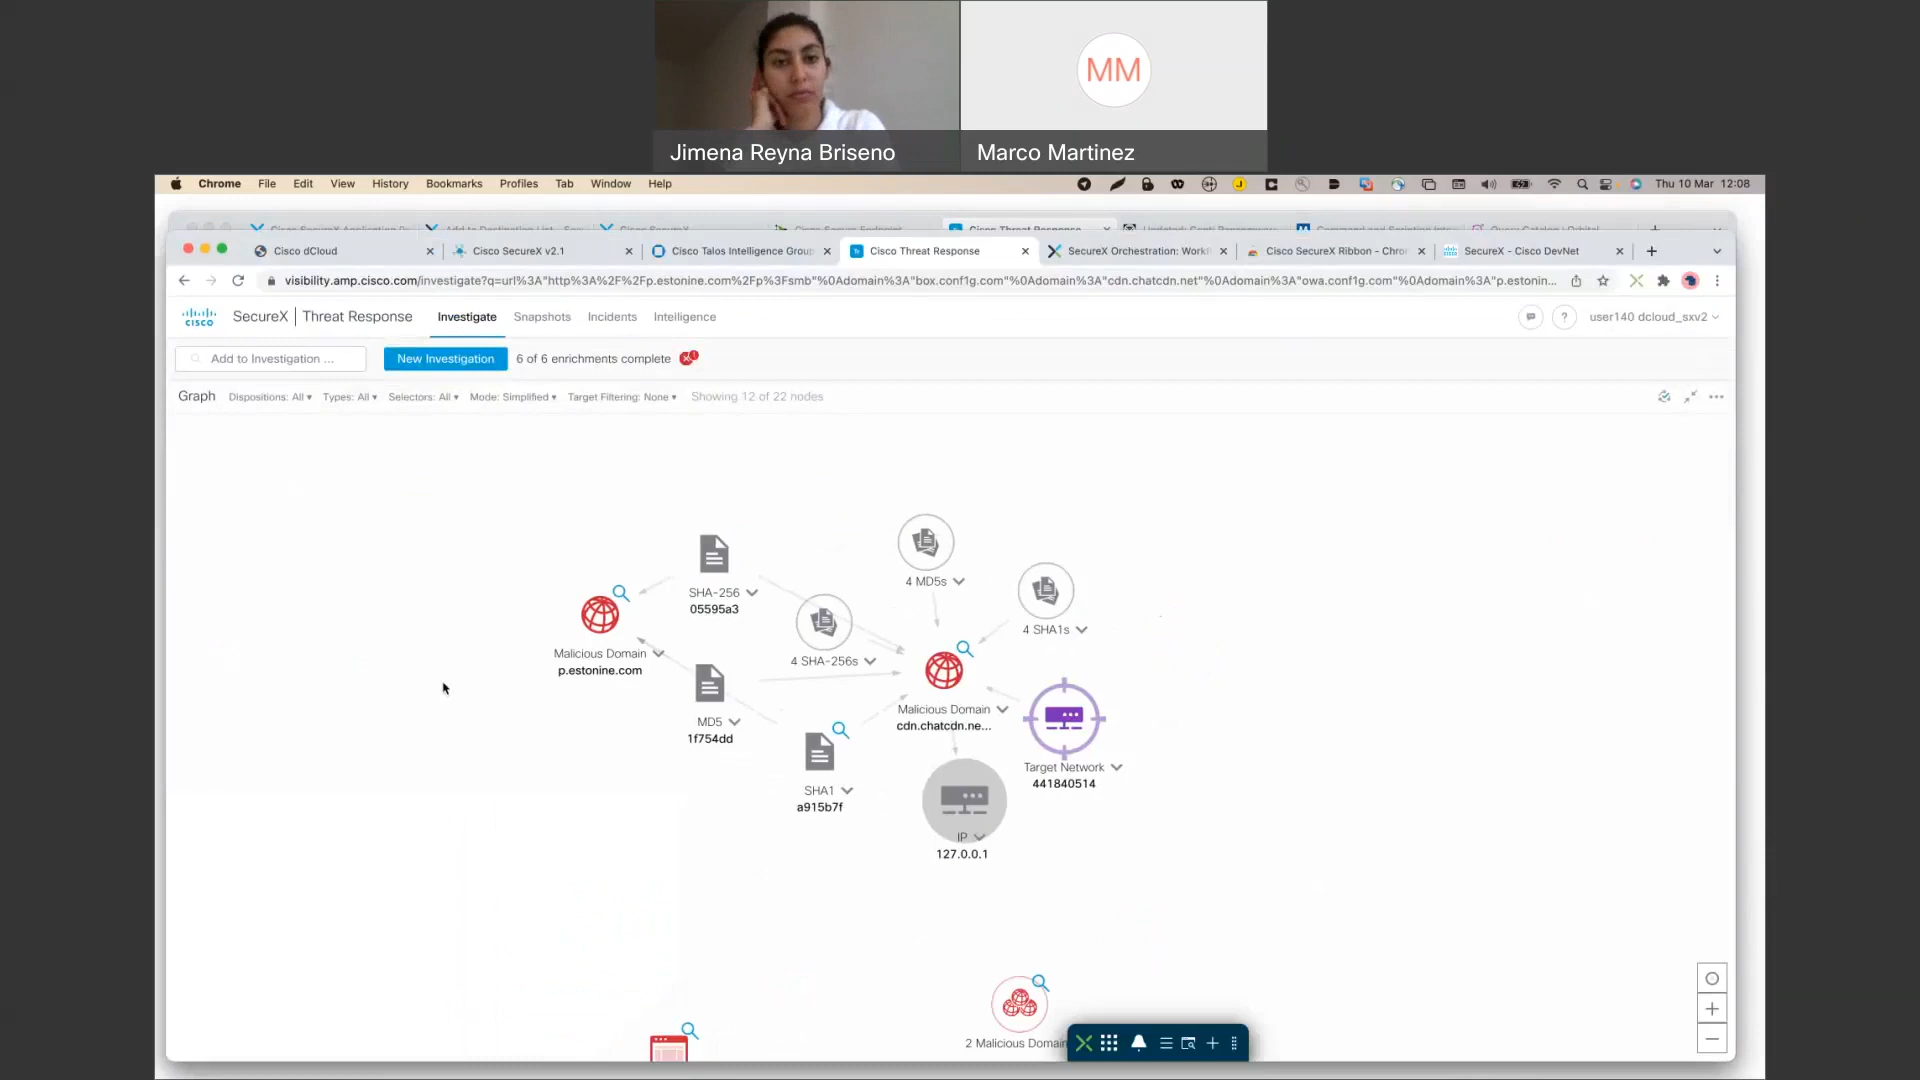 MM
Jimena Reyna Briseno
Marco Martinez
Chrome File Edit View History Bookmarks Profiles Tab Window Help
Thu 10 Mar 12:08
Cisco dCloud
Cisco SecureX v2.1
Cisco Talos Intelligence Group
Cisco Threat Response
SecureX Orchestration: Workfl
Cisco SecureX Ribbon - Chro
SecureX - Cisco DevNet
visibility.amp.cisco.com/investigate?q=url%3A"http%3A%2F%2Fp.estonine.com%2Fp%3Fsmb"%0Adomain%3A"box.conf1g.com"%0Adomain%3A"cdn.chatcdn.net"%0Adomain%3A"owa.conf1g.com"%0Adomain%3A"p.estonin...
CISCO
SecureX | Threat Response
Investigate Snapshots Incidents Intelligence
? user140 dcloud_sxv2
Add to Investigation ...
New Investigation
6 of 6 enrichments complete
Graph Dispositions: All Types: All Selectors: All Mode: Simplified Target Filtering: None Showing 12 of 22 nodes
SHA-256
05595a3
4 MD5s
4 SHA1s
Malicious Domain
p.estonine.com
4 SHA-256s
MD5
1f754dd
Malicious Domain
cdn.chatcdn.ne...
Target Network
441840514
SHA1
a915b7f
IP
127.0.0.1
2 Malicious Domain